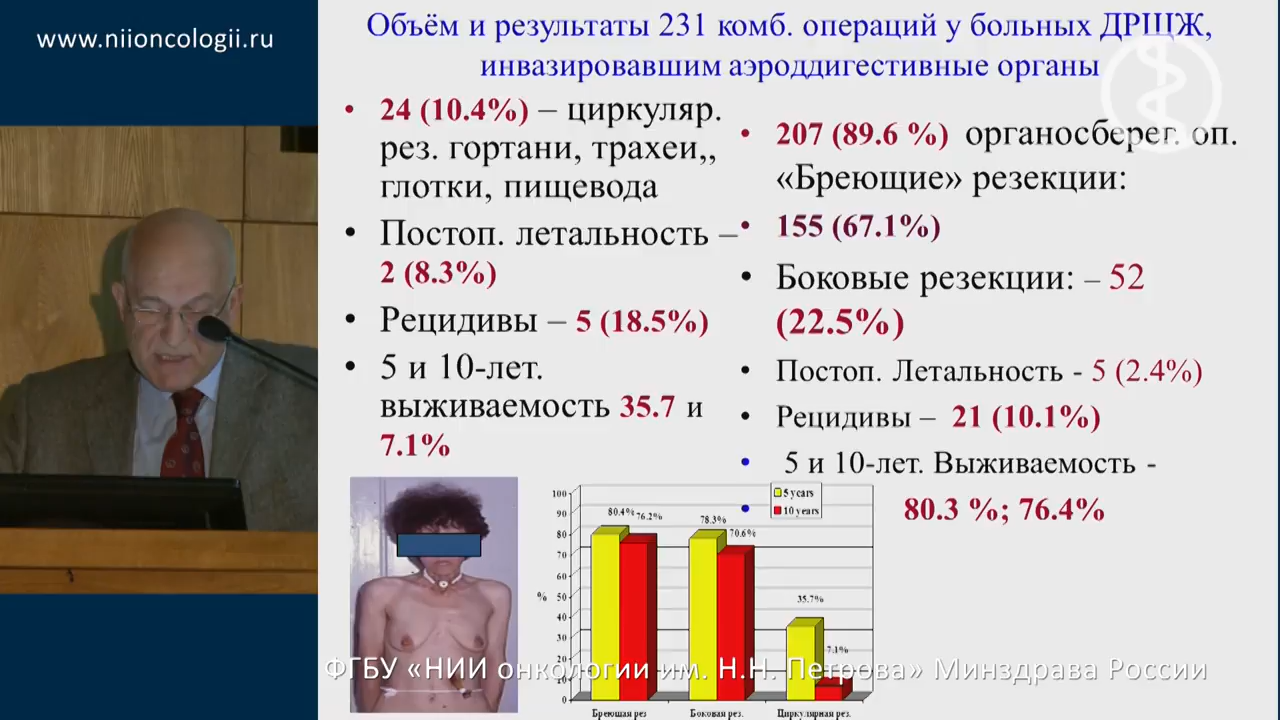 www.niioncologii.ru
Объём и результаты 231 комб. операций у больных ДРЩЖ,
инвазировавшим аэроддигестивные органы
• 24 (10.4%) – циркуляр.
рез. гортани, трахеи,,
глотки, пищевода
• Постоп. летальность –
2 (8.3%)
• Рецидивы – 5 (18.5%)
• 5 и 10-лет.
выживаемость 35.7 и
7.1%
• 207 (89.6 %) органосберег. оп.
«Бреющие» резекции:
• 155 (67.1%)
• Боковые резекции: – 52
(22.5%)
• Постоп. Летальность - 5 (2.4%)
• Рецидивы – 21 (10.1%)
• 5 и 10-лет. Выживаемость -
• 80.3 %; 76.4%
5 years
10 years
%
100
90
80
70
60
50
40
30
20
10
0
80.4% 76.2%
78.3%
70.6%
35.7%
7.1%
Бреющая рез
Боковая рез.
Циркулярная рез.
ФГБУ «НИИ онкологии им. Н.Н. Петрова» Минздрава России